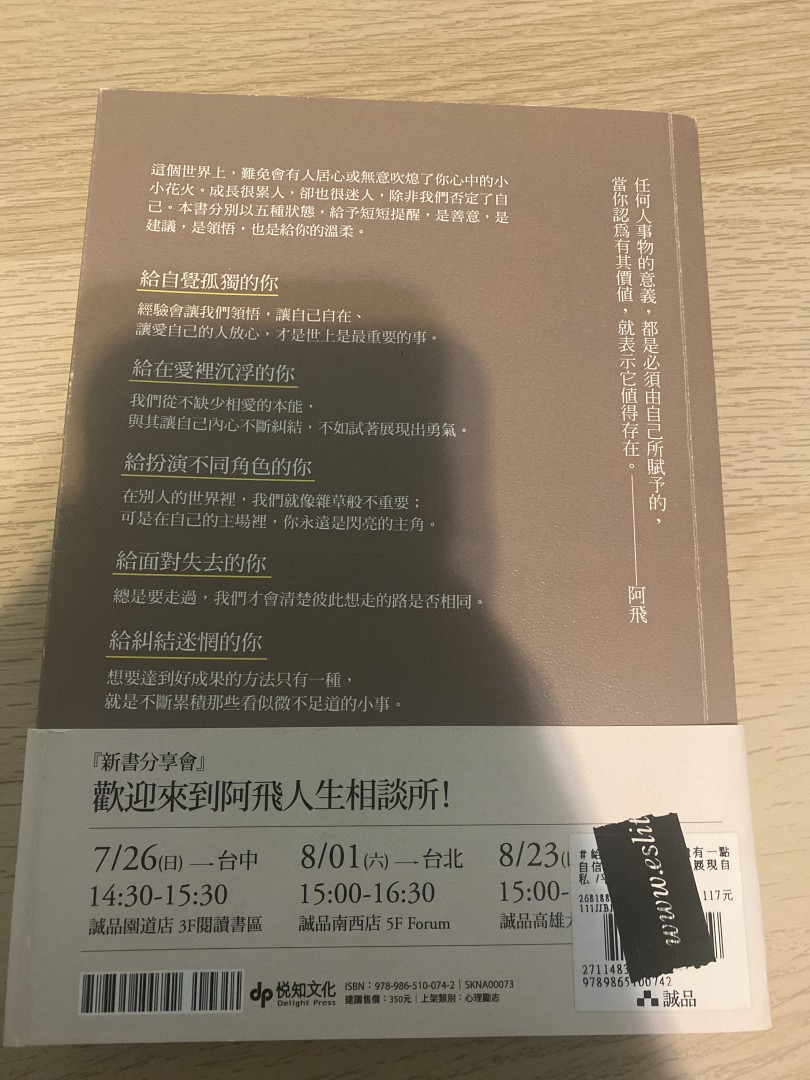 這個世界上，難免會有人居心或無意吹熄了你心中的小
小花火。成長很累人，卻也很迷人，除非我們否定了自
己。本書分別以五種狀態，給予短短提醒，是善意，是
建議，是領悟，也是給你的溫柔。
任何人事物的意義，都是必須由自己所賦予的，
當你認為有其價值，就表示它值得存在。——阿飛
給自覺孤獨的你
經驗會讓我們領悟，讓自己自在、
讓愛自己的人放心，才是世上是最重要的事。
給在愛裡沉浮的你
我們從不缺少相愛的本能，
與其讓自己內心不斷糾結，不如試著展現出勇氣。
給扮演不同角色的你
在別人的世界裡，我們就像雜草般不重要；
可是在自己的主場裡，你永遠是閃亮的主角。
給面對失去的你
總是要走過，我們才會清楚彼此想走的路是否相同。
給糾結迷惘的你
想要達到好成果的方法只有一種，
就是不斷累積那些看似微不足道的小事。
『新書分享會』
歡迎來到阿飛人生相談所！
7/26(日) — 台中
14:30-15:30
誠品園道店 3F閱讀書區
8/01(六) — 台北
15:00-16:30
誠品南西店 5F Forum
8/23
15:00-
誠品高雄
dp 悦知文化
Delight Press
ISBN：978-986-510-074-2｜SKNA00073
建議售價：350元｜上架類別：心理勵志
有一點
自信
展現自
私 /
117元
www.eslit
誠品